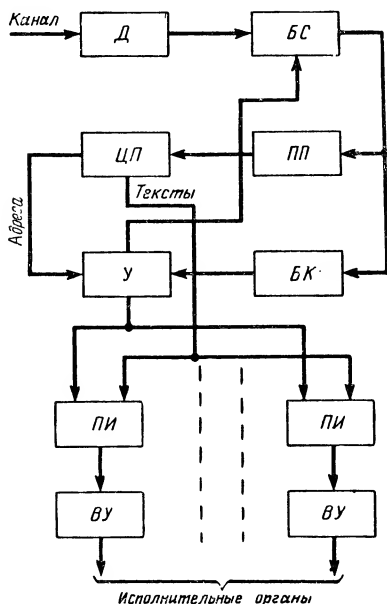 Канал
Д
БС
ЦП
ПП
Тексты
Адреса
У
БК
ПИ
ПИ
ВУ
ВУ
Исполнительные органы